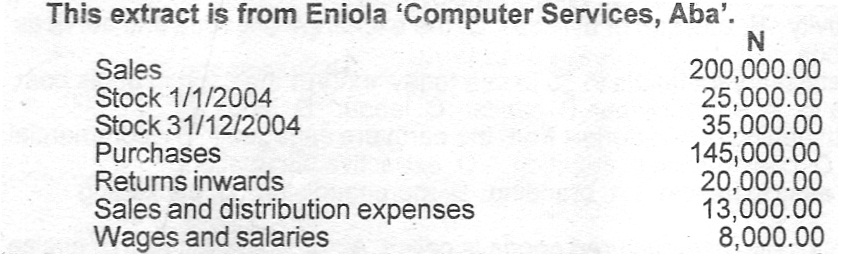 This extract is from Eniola ‘Computer Services, Aba’.
N
Sales 200,000.00
Stock 1/1/2004 25,000.00
Stock 31/12/2004 35,000.00
Purchases 145,000.00
Returns inwards 20,000.00
Sales and distribution expenses 13,000.00
Wages and salaries 8,000.00